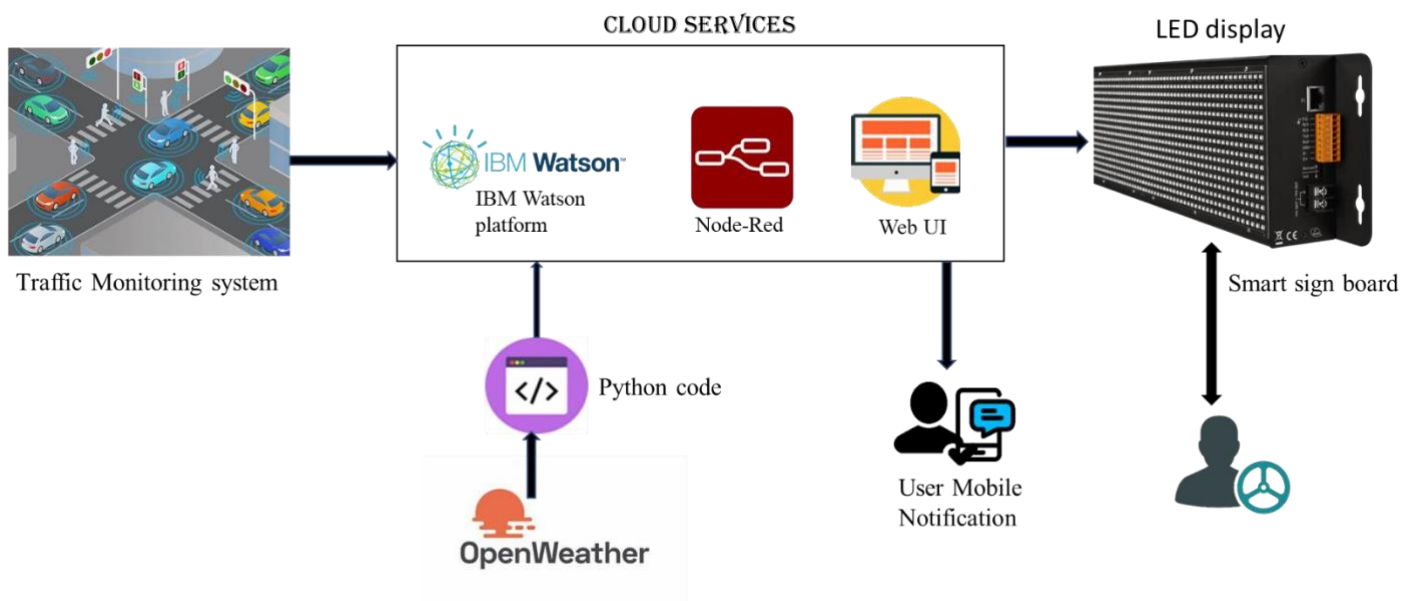 CLOUD SERVICES
LED display
IBM Watson™
IBM Watson
platform
Node-Red
Web UI
Traffic Monitoring system
Smart sign board
</>
Python code
User Mobile
Notification
OpenWeather